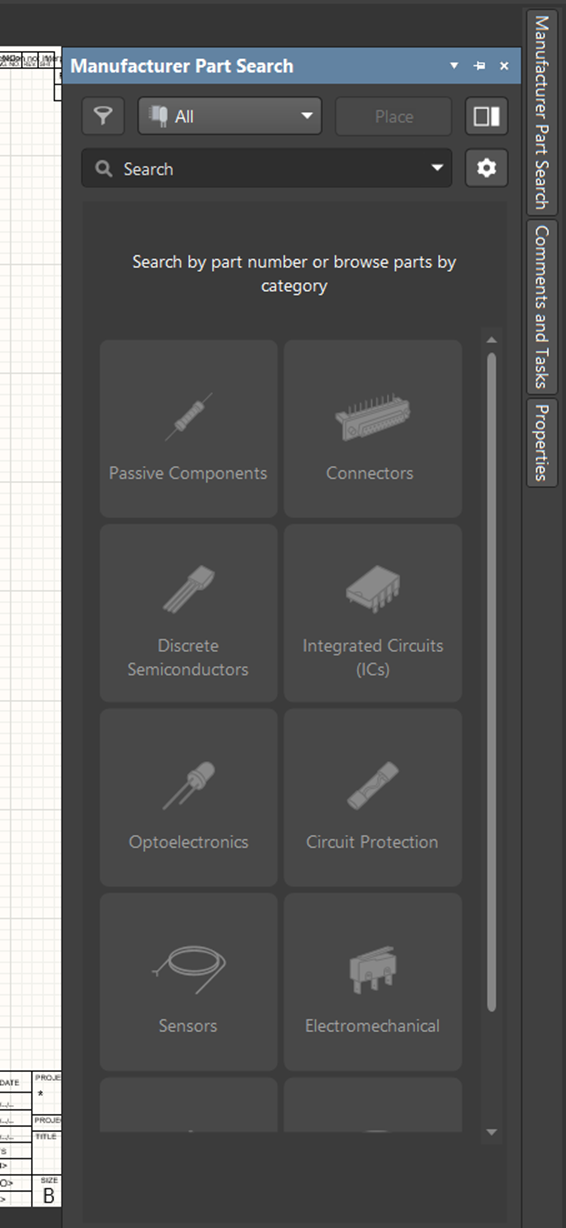 Manufacturer Part Search
All
Place
Search
Search by part number or browse parts by
category
Passive Components
Connectors
Discrete
Semiconductors
Integrated Circuits
(ICs)
Optoelectronics
Circuit Protection
Sensors
Electromechanical
Manufacturer Part Search
Comments and Tasks
Properties
DATE
PROJE
*
PROJE
TITLE
SIZE
B